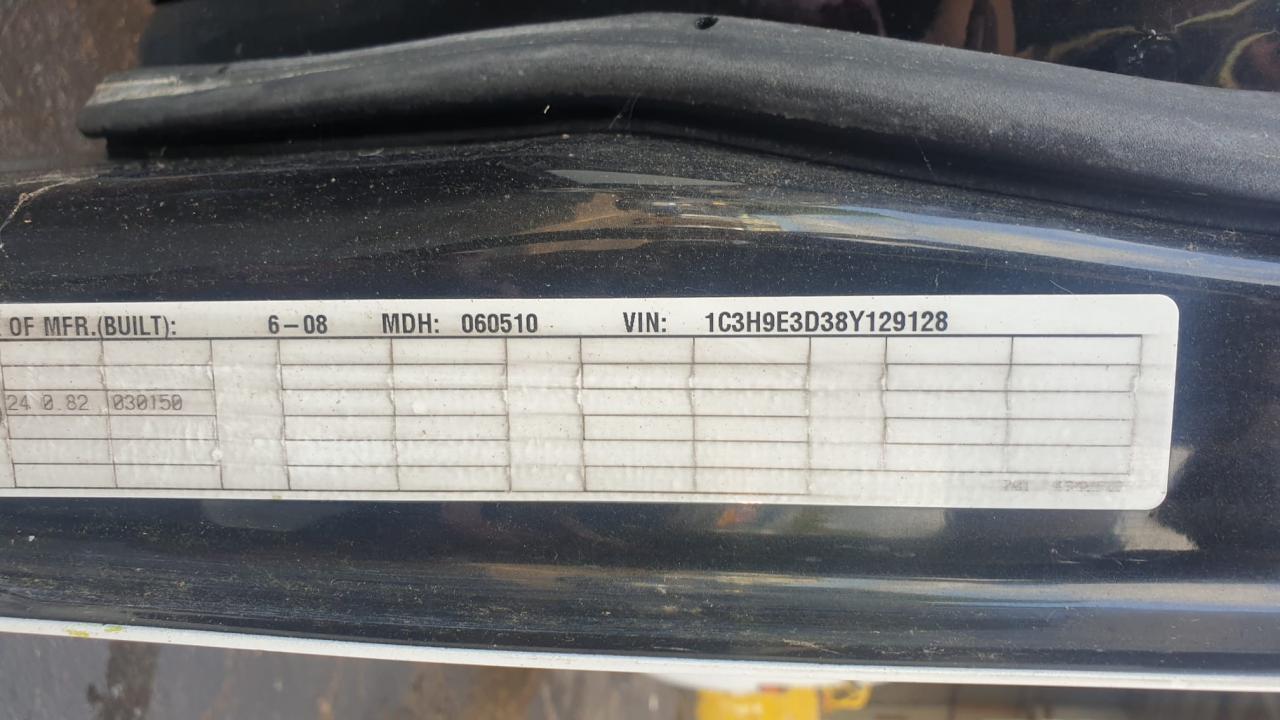 OF MFR.(BUILT): 6-08 MDH: 060510 VIN: 1C3H9E3D38Y129128
24 0.82 030150